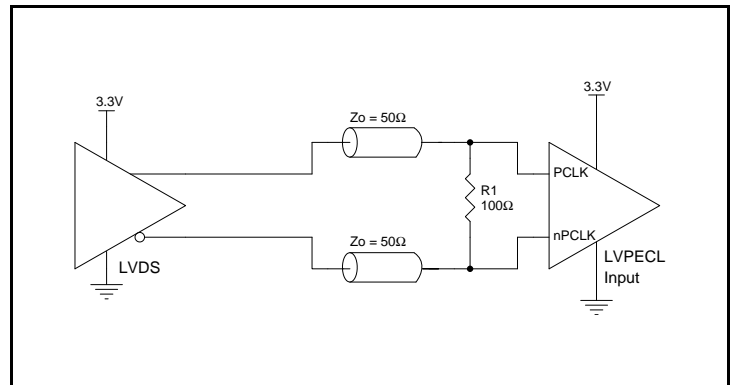 3.3V
3.3V
Zo = 50Ω
PCLK
R1
100Ω
nPCLK
Zo = 50Ω
LVDS
LVPECL
Input